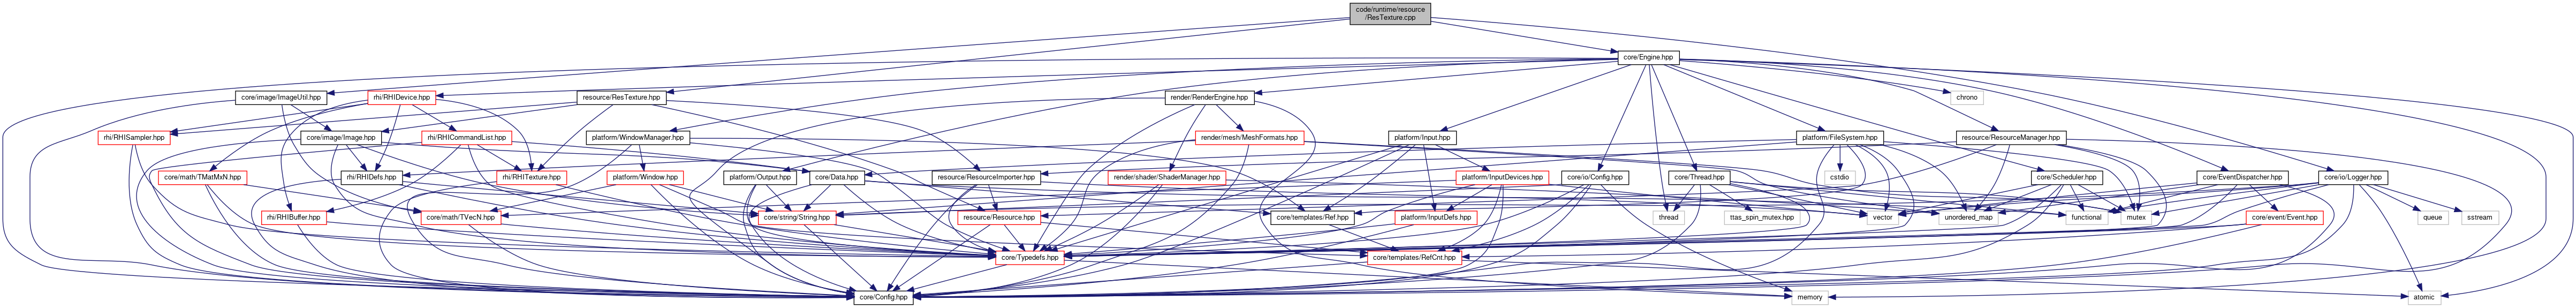 code/runtime/resource
/ResTexture.cpp
core/Engine.hpp
core/image/ImageUtil.hpp
rhi/RHIDevice.hpp
resource/ResTexture.hpp
render/RenderEngine.hpp
chrono
rhi/RHISampler.hpp
core/image/Image.hpp
rhi/RHICommandList.hpp
platform/WindowManager.hpp
render/mesh/MeshFormats.hpp
platform/Input.hpp
platform/FileSystem.hpp
resource/ResourceManager.hpp
core/math/TMatMxN.hpp
rhi/RHIDefs.hpp
rhi/RHITexture.hpp
platform/Window.hpp
platform/Output.hpp
core/Data.hpp
resource/ResourceImporter.hpp
render/shader/ShaderManager.hpp
platform/InputDevices.hpp
core/io/Config.hpp
core/Thread.hpp
cstdio
core/Scheduler.hpp
core/EventDispatcher.hpp
core/io/Logger.hpp
rhi/RHIBuffer.hpp
core/math/TVecN.hpp
core/string/String.hpp
resource/Resource.hpp
core/templates/Ref.hpp
platform/InputDefs.hpp
thread
ttas_spin_mutex.hpp
vector
unordered_map
functional
mutex
core/event/Event.hpp
queue
sstream
core/Typedefs.hpp
core/templates/RefCnt.hpp
core/Config.hpp
memory
atomic